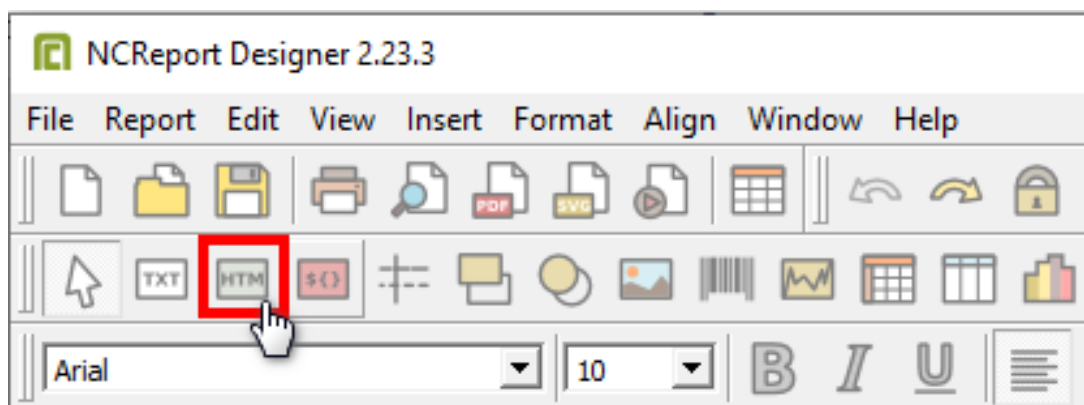 NCReport Designer 2.23.3
File Report Edit View Insert Format Align Window Help
PDF SVG
TXT HTM ${}
Arial 10 B I U